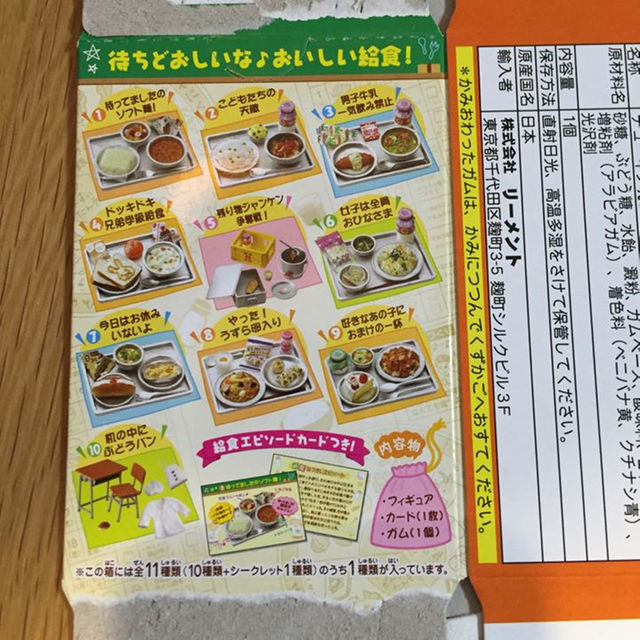 待ちどおしいな♪おいしい給食！
1 待ってましたの
ソフト麺！
2 こどもたちの
天敵
3 男子牛乳
一気飲み禁止
4 ドッキドキ
兄弟学級給食
5 残り物ジャンケン
争奪戦！
6 女子は全員
おひなさま
7 今日はお休み
いないよ
8 やった！
うずら卵入り
9 好きなあの子に
おまけの一杯
10 机の中に
ぶどうパン
給食エピソードカードつき！
内容物
・フィギュア
・カード（1枚）
・ガム（1個）
※この箱には全11種類（10種類+シークレット1種類）のうち1種類が入っています。
名称
原材料名
砂糖、ぶどう糖、水飴、澱粉、ガムベース
増粘剤（アラビアガム）、着色料（ベニバナ黄、クチナシ青）、
光沢剤
内容量 1個
保存方法 直射日光、高温多湿をさけて保管してください。
原産国名 日本
輸入者 株式会社 リーメント
東京都千代田区麹町3-5 麹町シルクビル3F
*かみおわったガムは、かみにつつんでくずかごへおすてください。